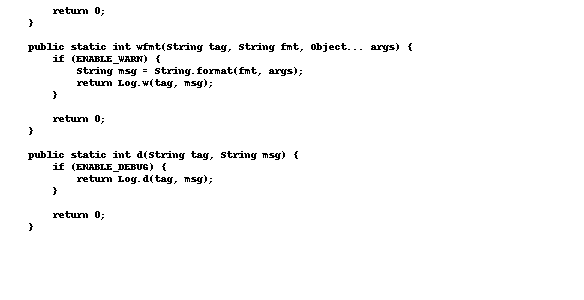 return 0;
    }

    public static int wfmt(String tag, String fmt, Object... args) {
        if (ENABLE_WARN) {
            String msg = String.format(fmt, args);
            return Log.w(tag, msg);
        }

        return 0;
    }

    public static int d(String tag, String msg) {
        if (ENABLE_DEBUG) {
            return Log.d(tag, msg);
        }

        return 0;
    }